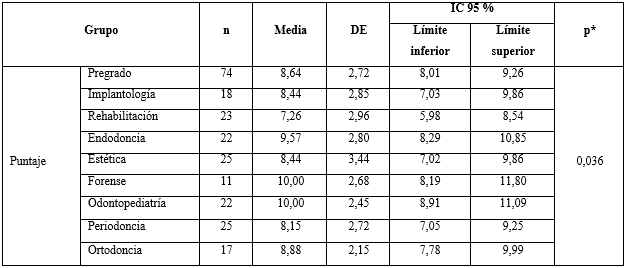 Grupo n Media DE IC 95 % p*
Límite inferior Límite superior
Puntaje Pregrado 74 8,64 2,72 8,01 9,26 0,036
Implantología 18 8,44 2,85 7,03 9,86
Rehabilitación 23 7,26 2,96 5,98 8,54
Endodoncia 22 9,57 2,80 8,29 10,85
Estética 25 8,44 3,44 7,02 9,86
Forense 11 10,00 2,68 8,19 11,80
Odontopediatría 22 10,00 2,45 8,91 11,09
Periodoncia 25 8,15 2,72 7,05 9,25
Ortodoncia 17 8,88 2,15 7,78 9,99